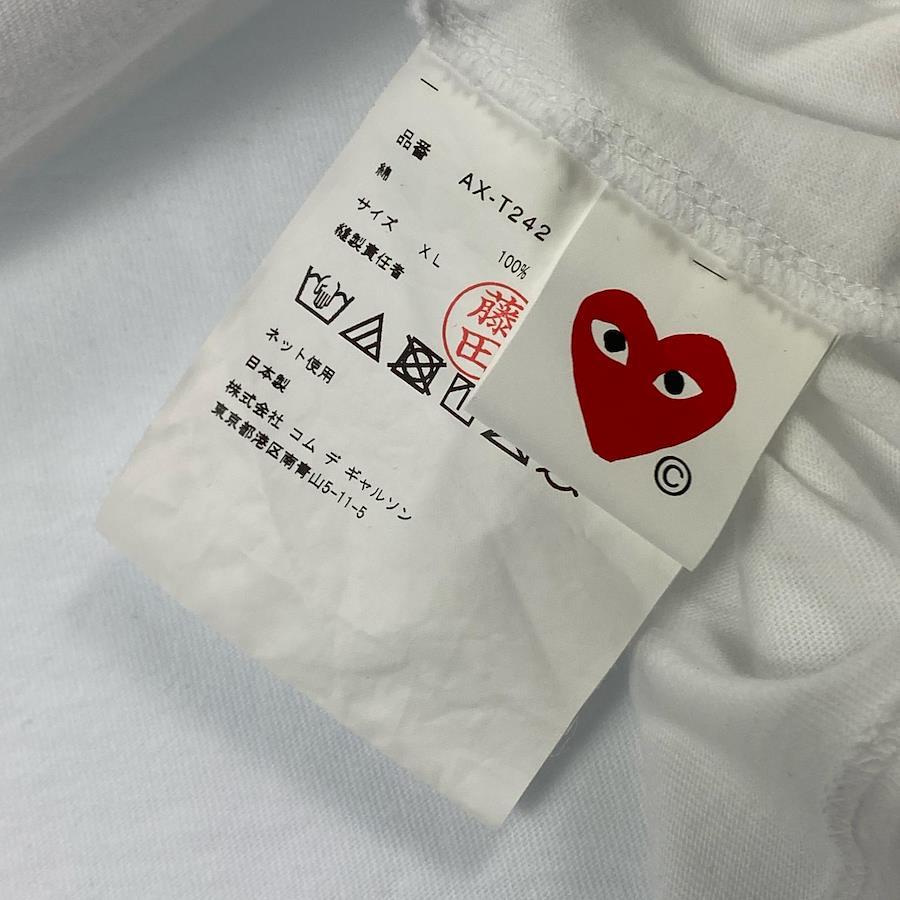 品番 AX-T242
綿 100%
サイズ XL
縫製責任者 藤田
ネット使用
日本製
株式会社 コム デ ギャルソン
東京都港区南青山5-11-5
©